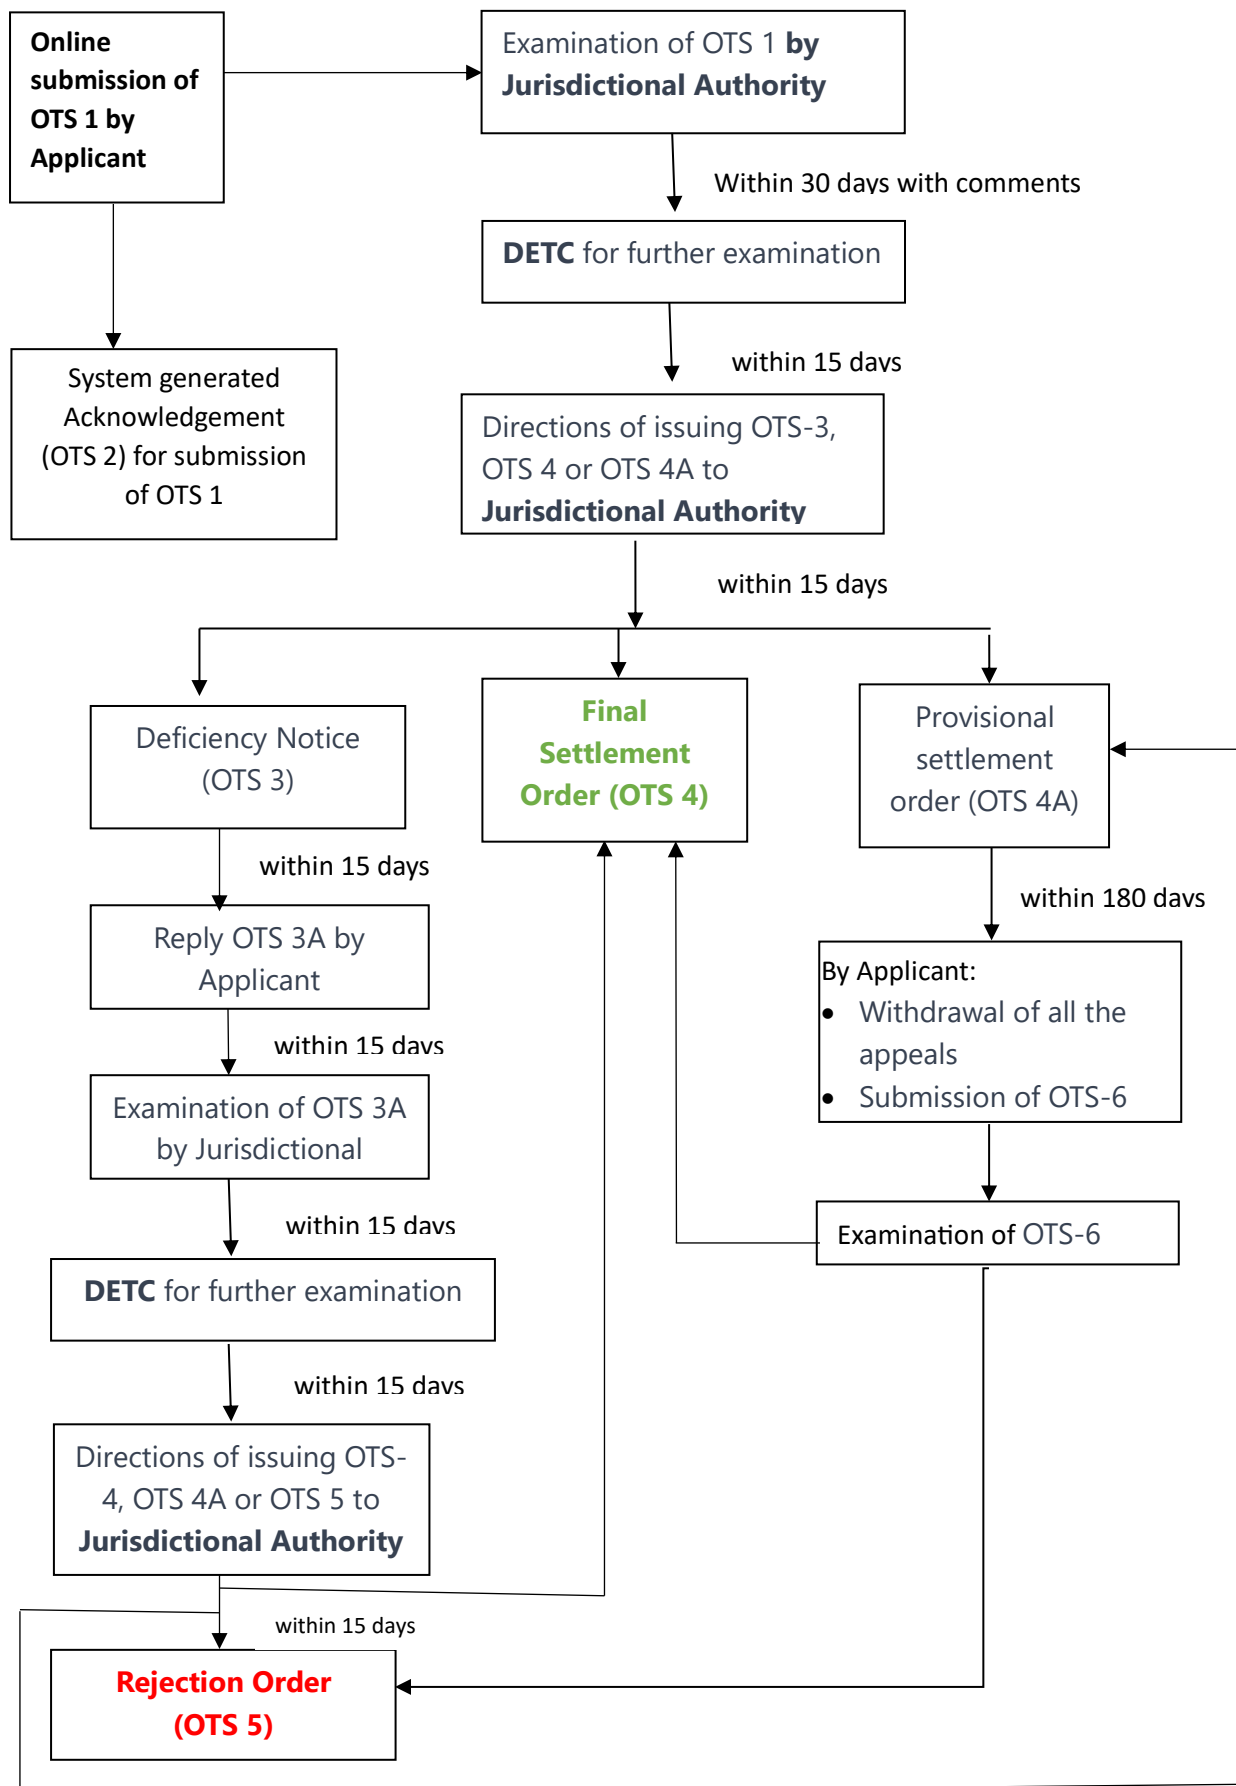 Online
submission of
OTS 1 by
Applicant
Examination of OTS 1 by
Jurisdictional Authority
Within 30 days with comments
DETC for further examination
within 15 days
System generated
Acknowledgement
(OTS 2) for submission
of OTS 1
Directions of issuing OTS-3,
OTS 4 or OTS 4A to
Jurisdictional Authority
within 15 days
Deficiency Notice
(OTS 3)
Final
Settlement
Order (OTS 4)
Provisional
settlement
order (OTS 4A)
within 15 days
within 180 days
Reply OTS 3A by
Applicant
By Applicant:
• Withdrawal of all the
appeals
• Submission of OTS-6
within 15 days
Examination of OTS 3A
by Jurisdictional
within 15 days
Examination of OTS-6
DETC for further examination
within 15 days
Directions of issuing OTS-
4, OTS 4A or OTS 5 to
Jurisdictional Authority
within 15 days
Rejection Order
(OTS 5)